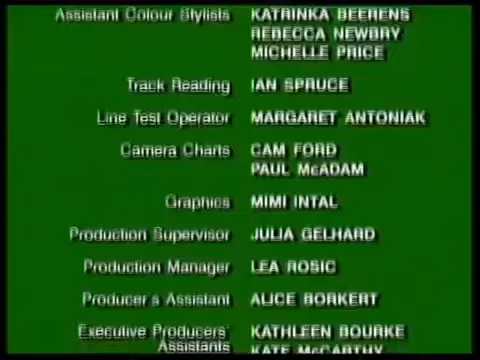 Assistant Colour Stylists KATRINKA BEERENS
REBECCA NEWBRY
MICHELLE PRICE
Track Reading IAN SPRUCE
Line Test Operator MARGARET ANTONIAK
Camera Charts CAM FORD
PAUL McADAM
Graphics MIMI INTAL
Production Supervisor JULIA GELHARD
Production Manager LEA ROSIC
Producer's Assistant ALICE BORKERT
Executive Producers' KATHLEEN BOURKE
Assistants KATE McCARTHY